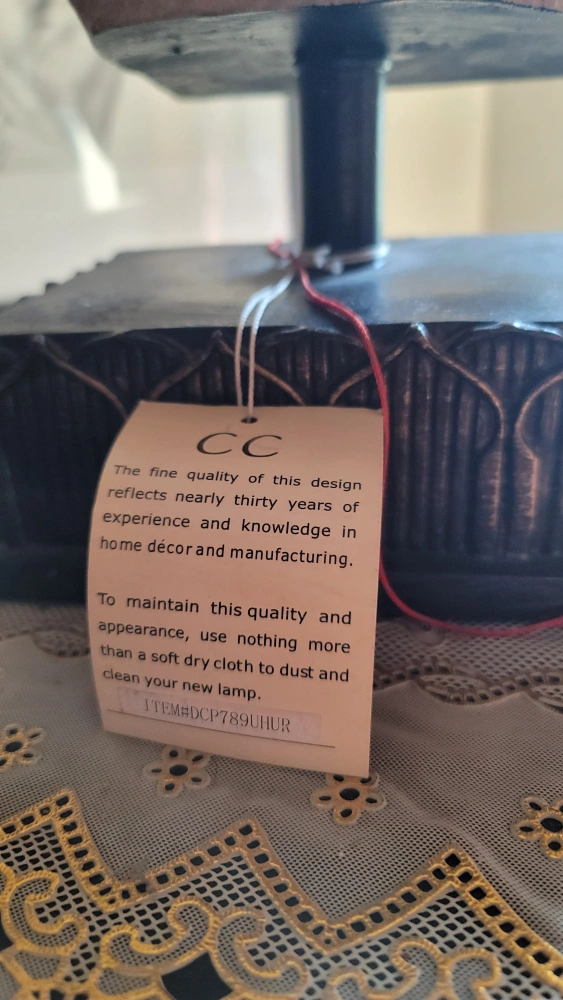 CC
The fine quality of this design
reflects nearly thirty years of
experience and knowledge in
home décor and manufacturing.
To maintain this quality and
appearance, use nothing more
than a soft dry cloth to dust and
clean your new lamp.
ITEM#DCP789UHUR